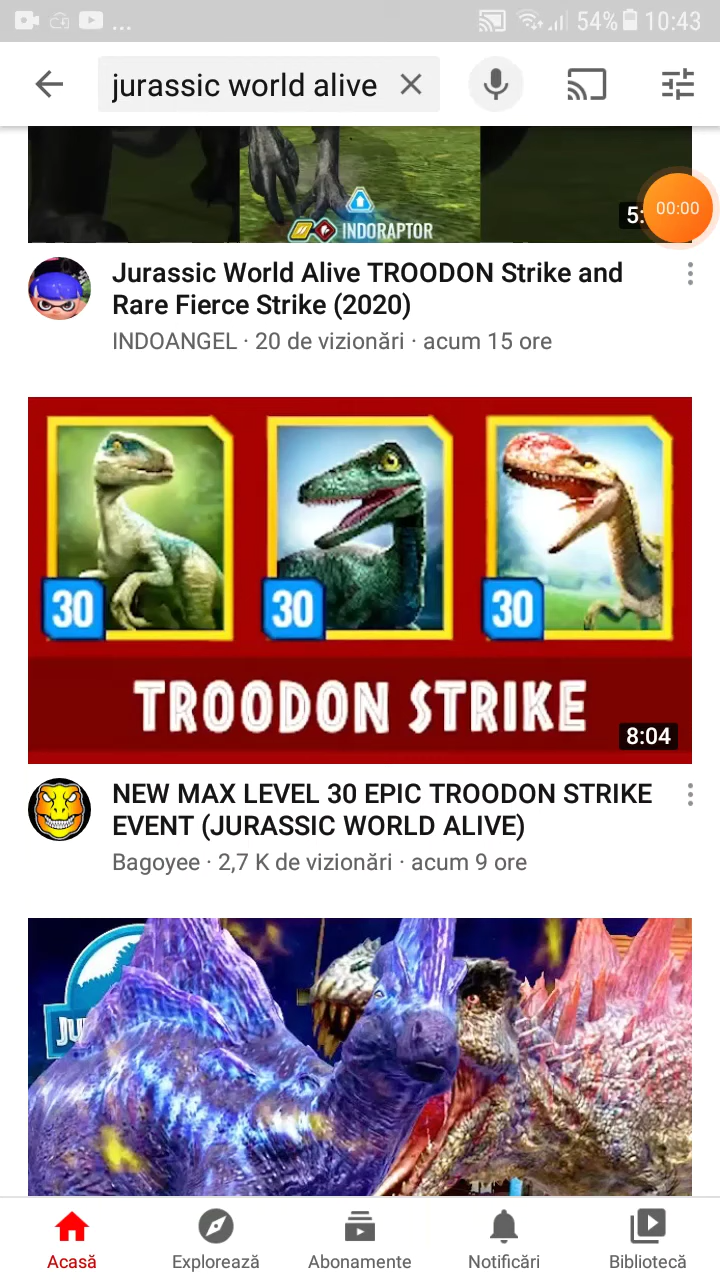 ... 54% 10:43
jurassic world alive
INDORAPTOR
5:
00:00
Jurassic World Alive TROODON Strike and
Rare Fierce Strike (2020)
INDOANGEL · 20 de vizionări · acum 15 ore
30 30 30
TROODON STRIKE
8:04
NEW MAX LEVEL 30 EPIC TROODON STRIKE
EVENT (JURASSIC WORLD ALIVE)
Bagoyee · 2,7 K de vizionări · acum 9 ore
JU
Acasă Explorează Abonamente Notificări Bibliotecă